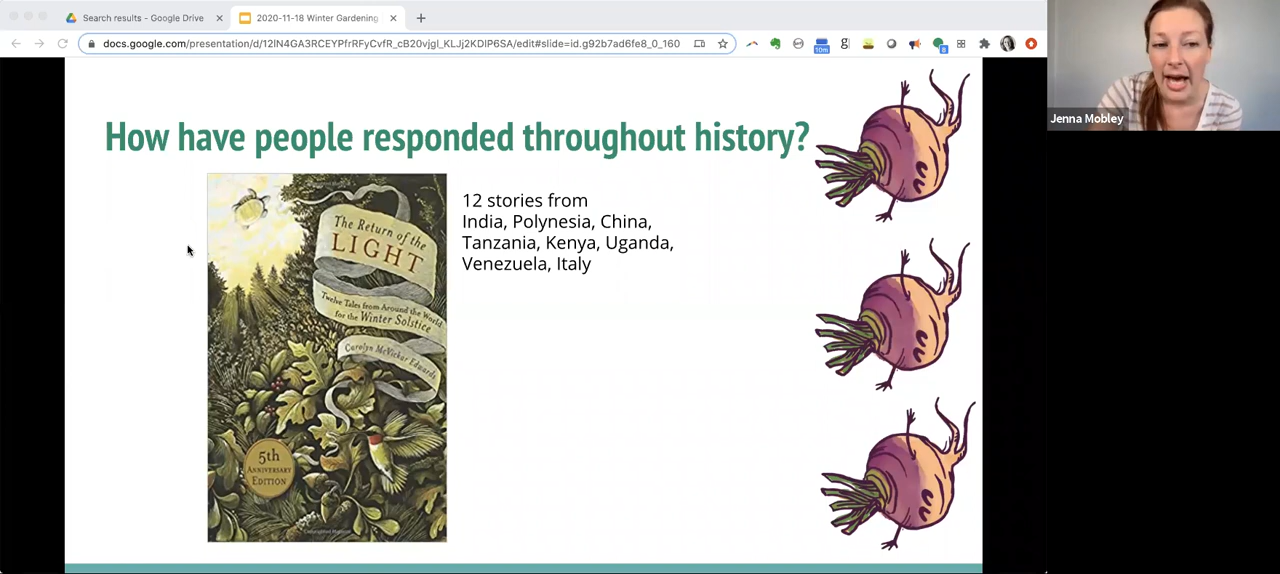 Search results - Google Drive
2020-11-18 Winter Gardening
docs.google.com/presentation/d/12lN4GA3RCEYPfrRFyCvfR_cB20vjgl_KLJj2KDlP6SA/edit#slide=id.g92b7ad6fe8_0_160
10m
g
8
Jenna Mobley
How have people responded throughout history?
The Return of the
LIGHT
Twelve Tales from Around the World
for the Winter Solstice
Carolyn McVickar Edwards
5th
ANNIVERSARY
EDITION
12 stories from
India, Polynesia, China,
Tanzania, Kenya, Uganda,
Venezuela, Italy